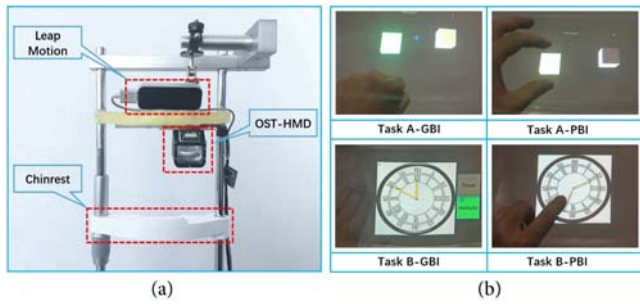 Leap
Motion
OST-HMD
Chinrest
Task A-GBI
Task A-PBI
Task B-GBI
Task B-PBI
(a)
(b)